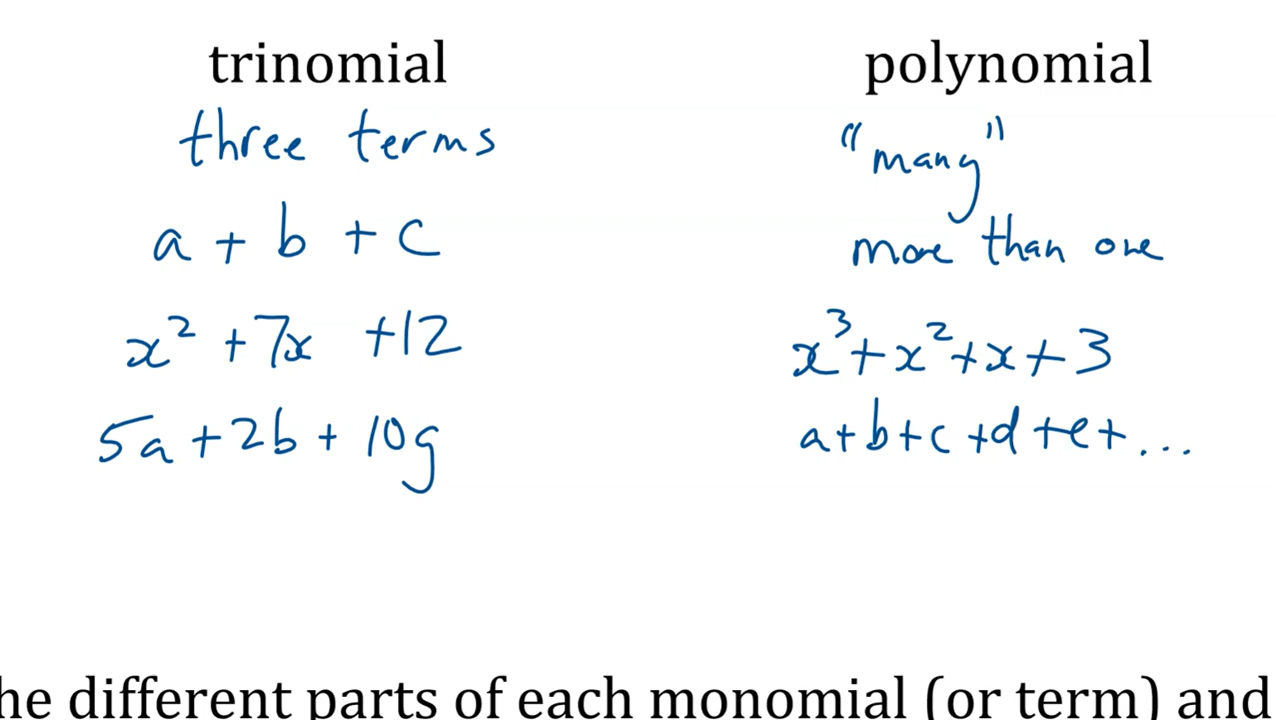 trinomial
three terms
a + b + c
x² + 7x + 12
5a + 2b + 10g
polynomial
"many"
more than one
x³ + x² + x + 3
a + b + c + d + e + ...
he different parts of each monomial (or term) and